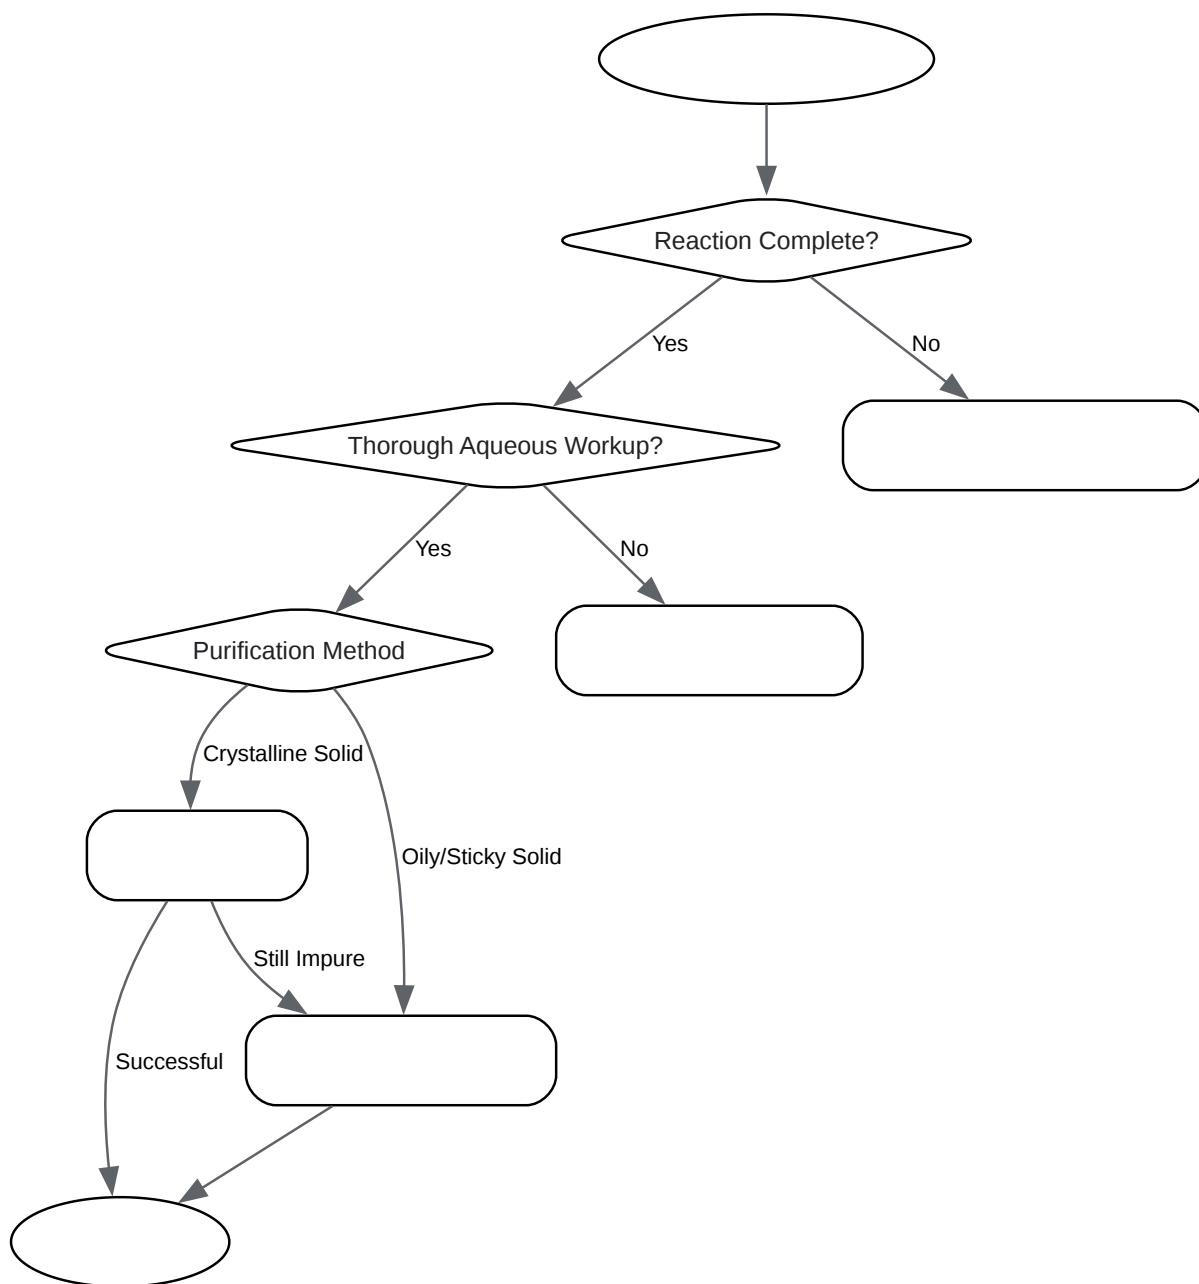 Reaction Complete?
Yes
No
Thorough Aqueous Workup?
Yes
No
Purification Method
Crystalline Solid
Oily/Sticky Solid
Still Impure
Successful